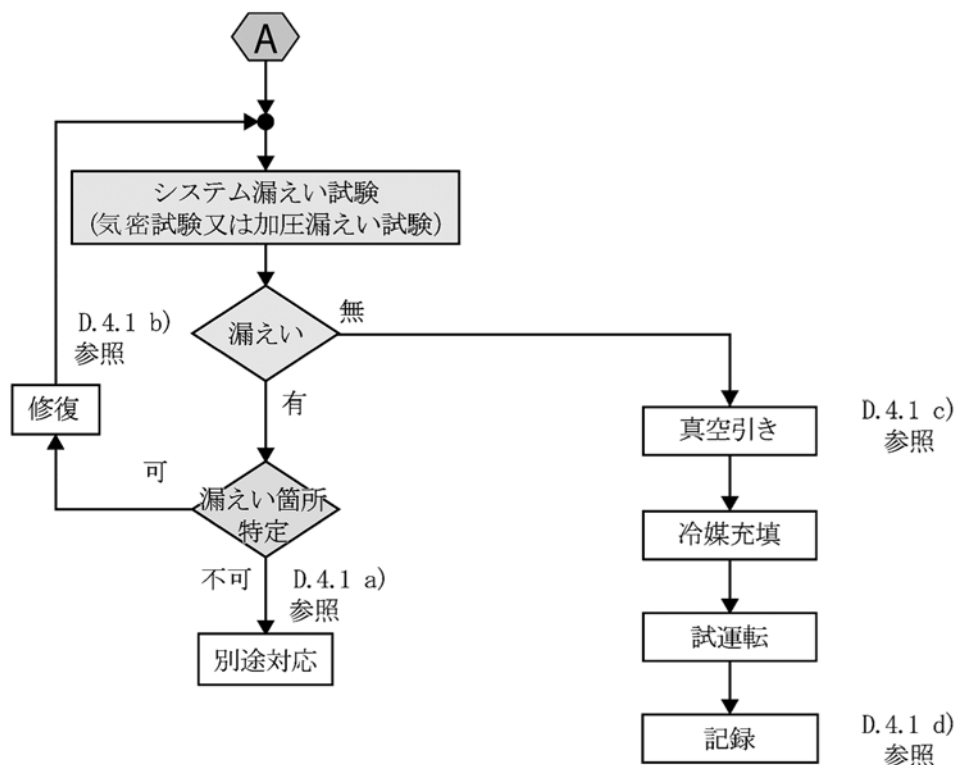 A
システム漏えい試験
(気密試験又は加圧漏えい試験)
漏えい
無
D.4.1 b)
参照
修復
有
真空引き
D.4.1 c)
参照
可
漏えい箇所
特定
冷媒充填
不可
D.4.1 a)
参照
別途対応
試運転
記録
D.4.1 d)
参照